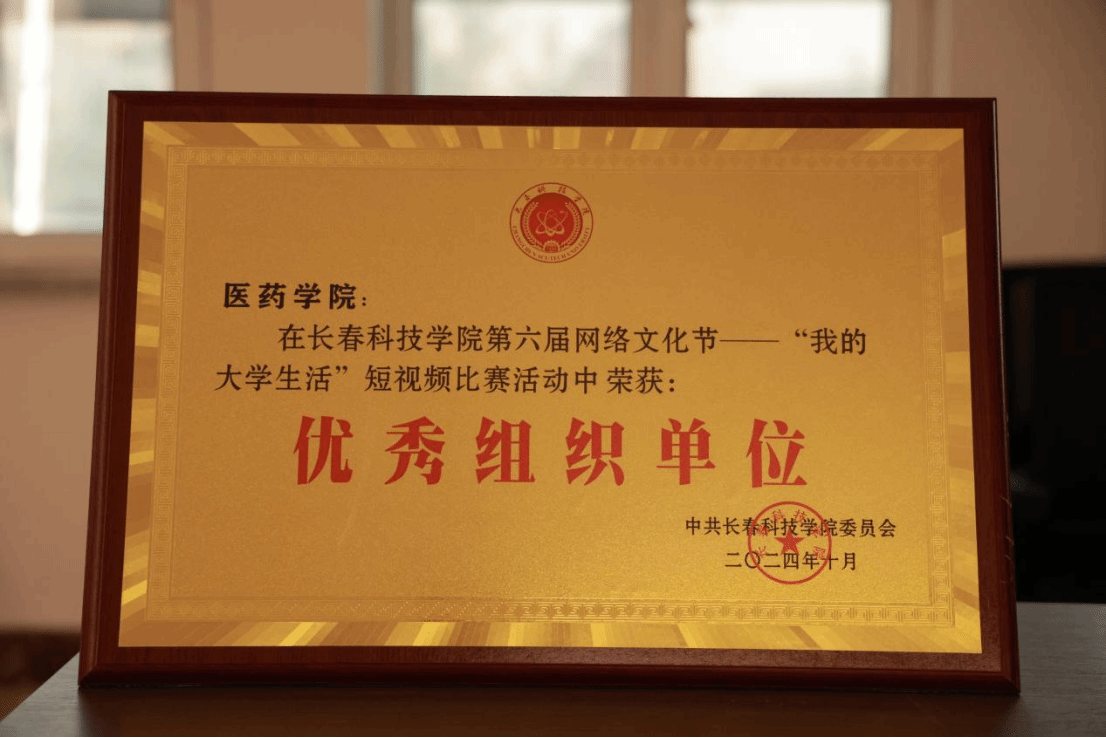 医药学院：
在长春科技学院第六届网络文化节——“我的
大学生活”短视频比赛活动中荣获：
优秀组织单位
中共长春科技学院委员会
二〇二四年十月